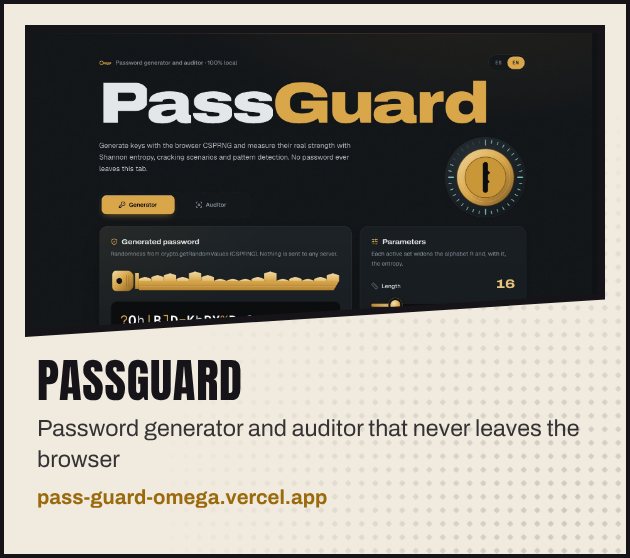 Password generator and auditor · 100% local
ES EN
PassGuard
Generate keys with the browser CSPRNG and measure their real strength with
Shannon entropy, cracking scenarios and pattern detection. No password ever
leaves this tab.
Generator
Auditor
Generated password
Randomness from crypto.getRandomValues (CSPRNG). Nothing is sent to any server.
Parameters
Each active set widens the alphabet R and, with it,
the entropy.
Length 16
PASSGUARD
Password generator and auditor that never leaves the
browser
pass-guard-omega.vercel.app